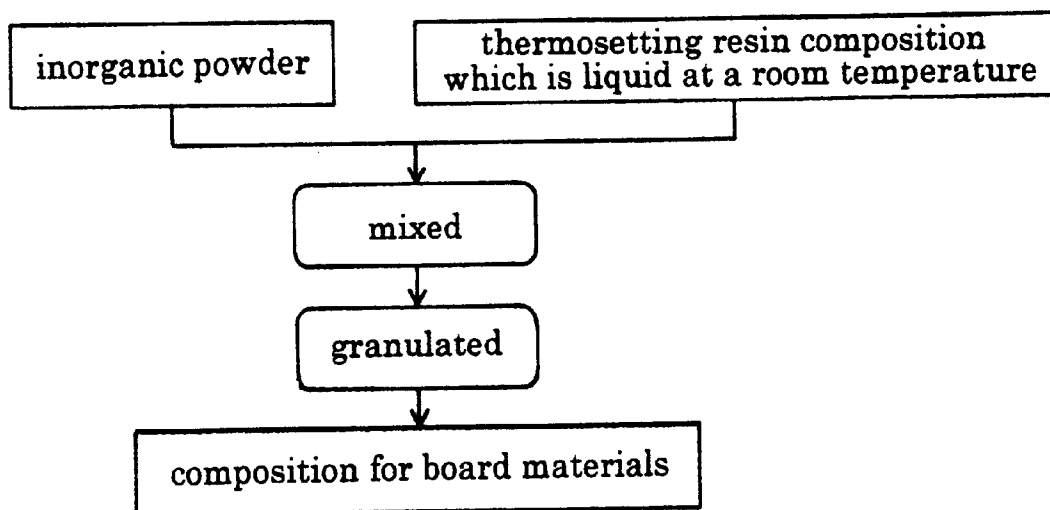 inorganic powder
thermosetting resin composition
which is liquid at a room temperature
mixed
granulated
composition for board materials